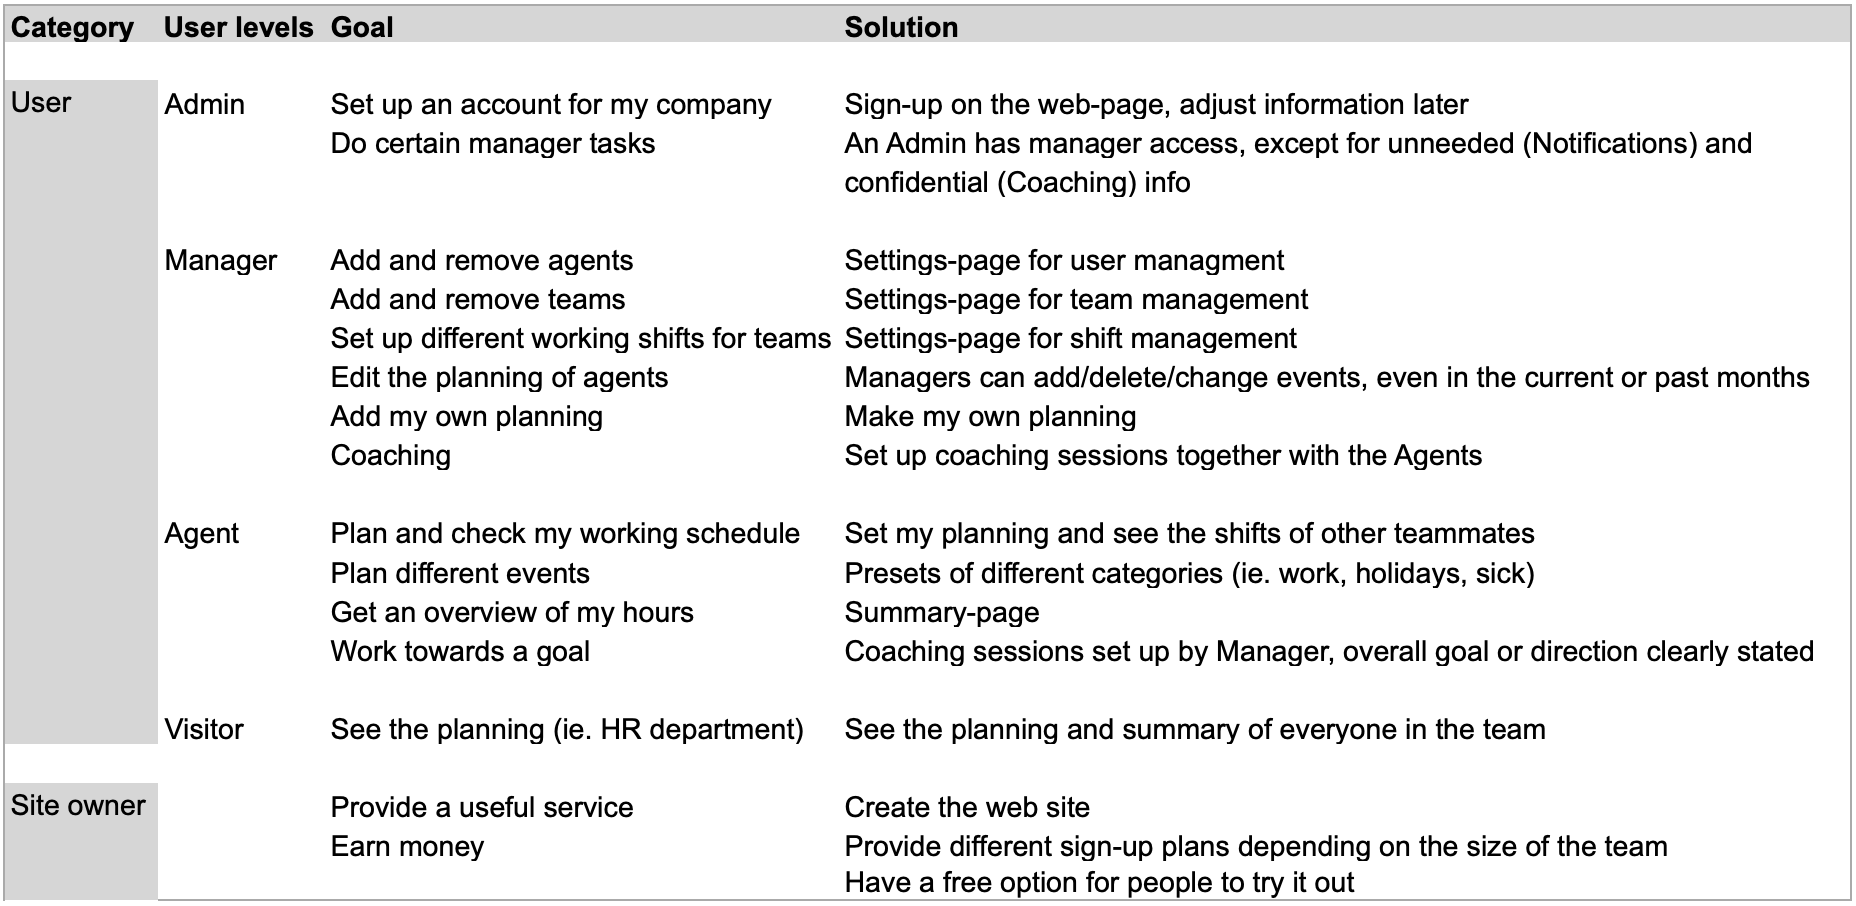 Category User levels Goal Solution
User Admin Set up an account for my company Sign-up on the web-page, adjust information later
Do certain manager tasks An Admin has manager access, except for unneeded (Notifications) and
confidential (Coaching) info
Manager Add and remove agents Settings-page for user managment
Add and remove teams Settings-page for team management
Set up different working shifts for teams Settings-page for shift management
Edit the planning of agents Managers can add/delete/change events, even in the current or past months
Add my own planning Make my own planning
Coaching Set up coaching sessions together with the Agents
Agent Plan and check my working schedule Set my planning and see the shifts of other teammates
Plan different events Presets of different categories (ie. work, holidays, sick)
Get an overview of my hours Summary-page
Work towards a goal Coaching sessions set up by Manager, overall goal or direction clearly stated
Visitor See the planning (ie. HR department) See the planning and summary of everyone in the team
Site owner Provide a useful service Create the web site
Earn money Provide different sign-up plans depending on the size of the team
Have a free option for people to try it out